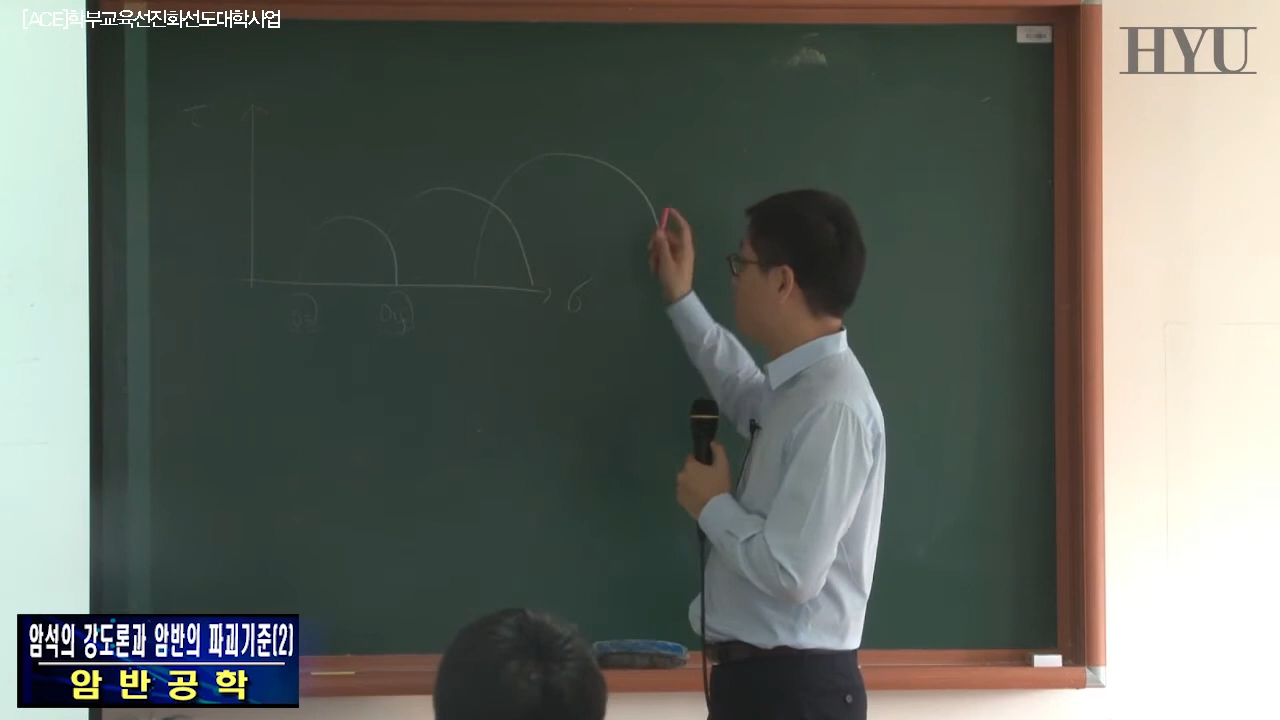 [ACE]학부교육선진화선도대학사업
HYU
τ
σ
암석의 강도론과 암반의 파괴기준(2)
암반공학